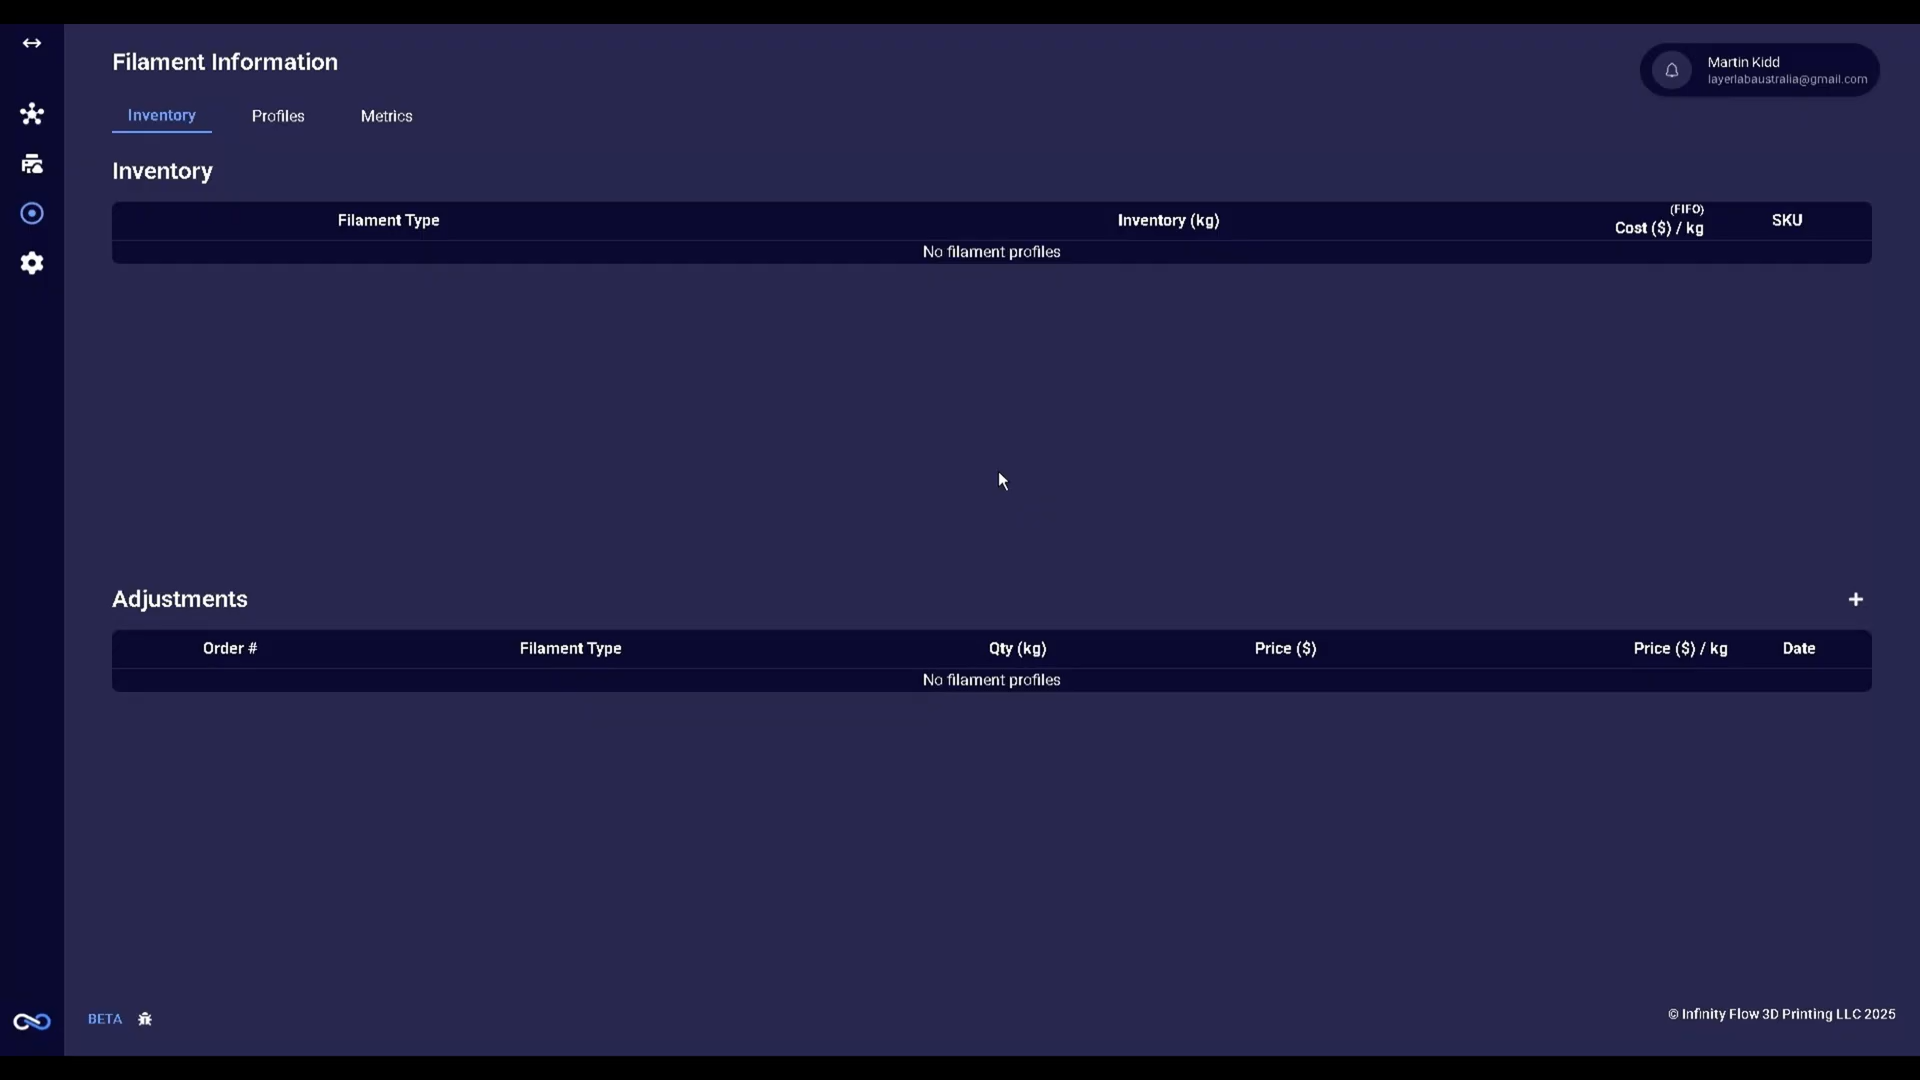 Filament Information
Martin Kidd
layerlabaustralia@gmail.com
Inventory Profiles Metrics
Inventory
Filament Type Inventory (kg) (FIFO) Cost ($) / kg SKU
No filament profiles
Adjustments +
Order # Filament Type Qty (kg) Price ($) Price ($) / kg Date
No filament profiles
BETA
© Infinity Flow 3D Printing LLC 2025